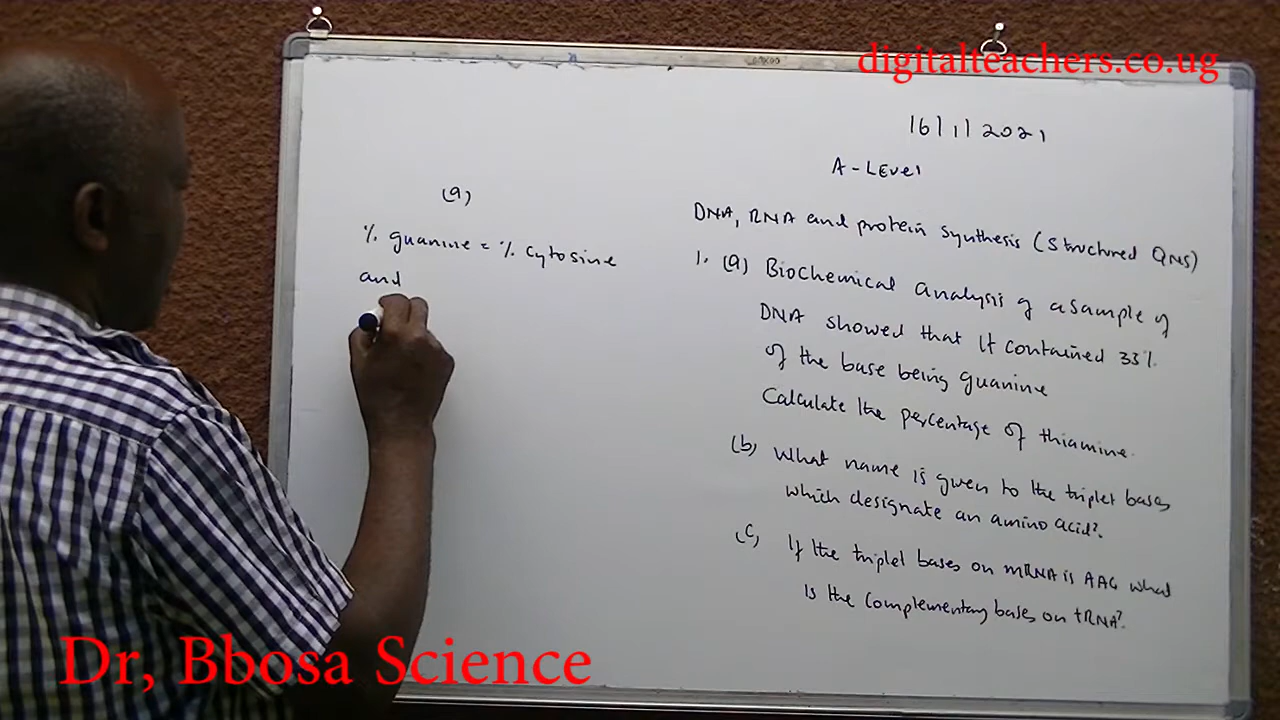 digitalteachers.co.ug
16/1/2021
A-Level
DNA, RNA and protein synthesis (structured QNS)
1. (a) Biochemical analysis of a sample of
DNA showed that it contained 33%
of the base being guanine
Calculate the percentage of thiamine.
(b) What name is given to the triplet bases
which designate an amino acid?
(c) If the triplet bases on mRNA is AAG what
is the complementary bases on tRNA?
(a)
% guanine = % cytosine
and
Dr, Bbosa Science